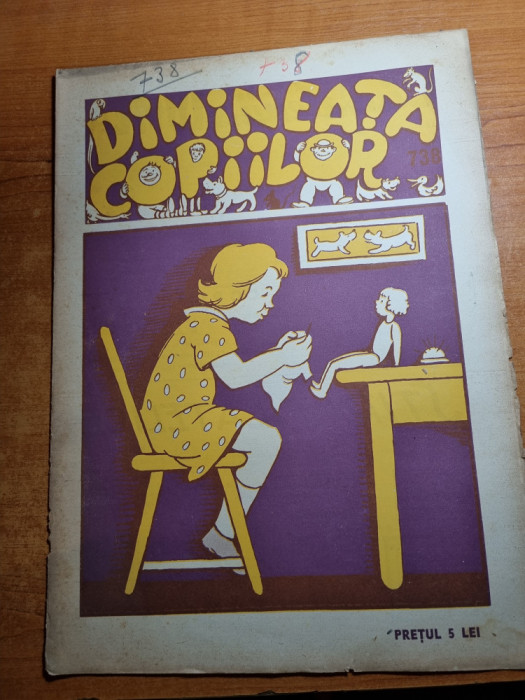 738 738
DIMINEAȚA
COPIILOR 738
PREȚUL 5 LEI